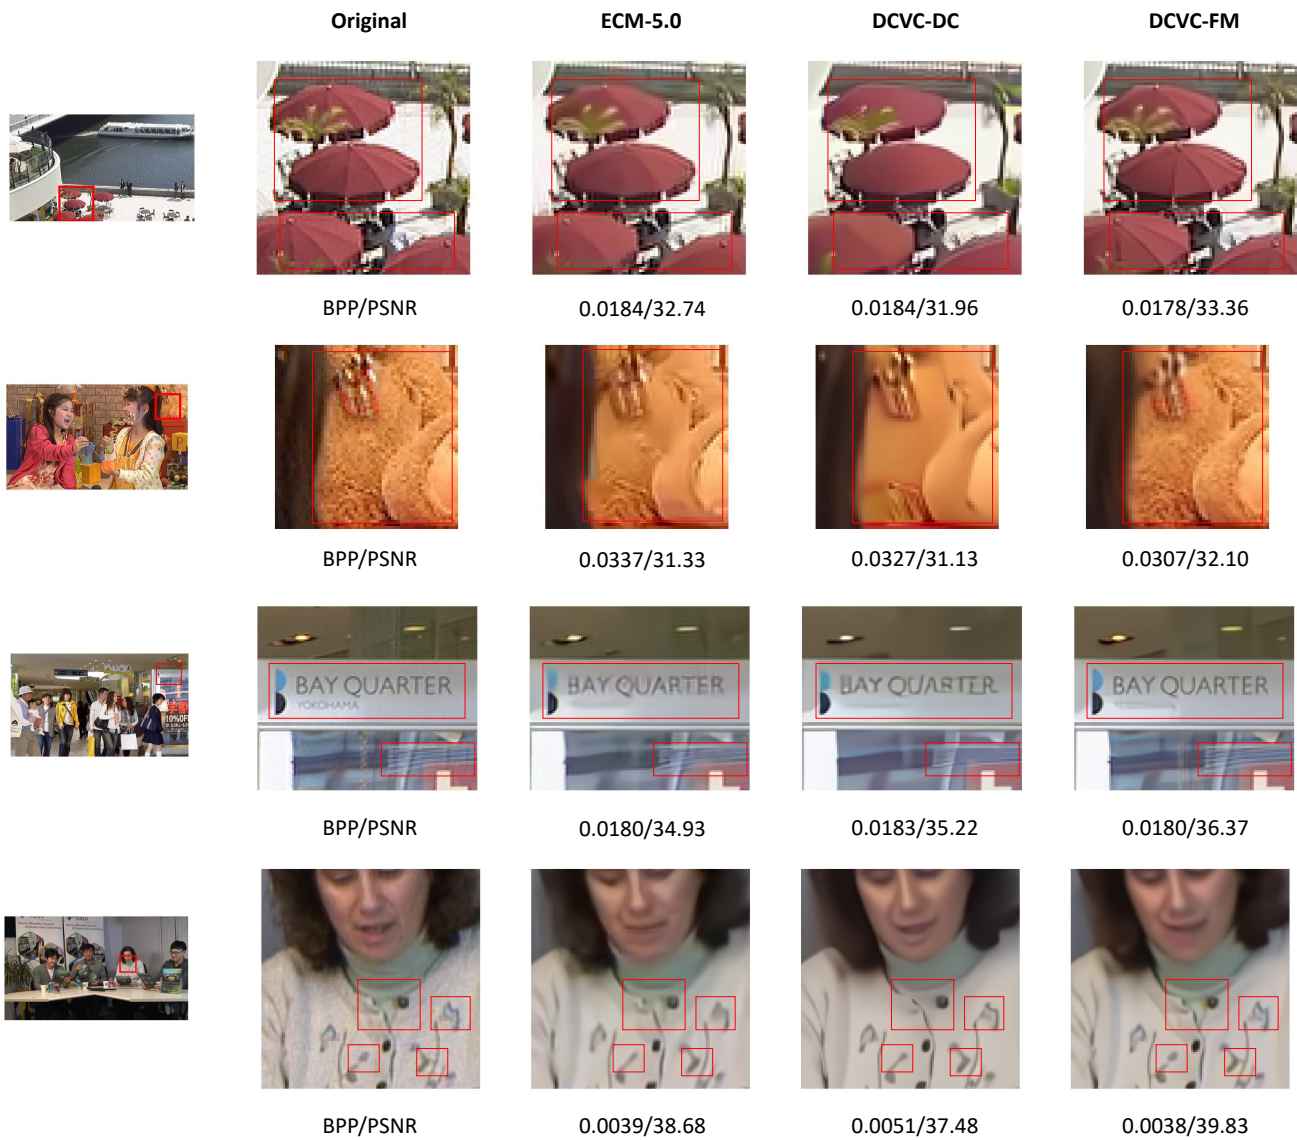 Original ECM-5.0 DCVC-DC DCVC-FM
BPP/PSNR 0.0184/32.74 0.0184/31.96 0.0178/33.36
BPP/PSNR 0.0337/31.33 0.0327/31.13 0.0307/32.10
10%OFF
BAY QUARTER BAY QUARTER BAY QUARTER BAY QUARTER
YOKOHAMA
BPP/PSNR 0.0180/34.93 0.0183/35.22 0.0180/36.37
BPP/PSNR 0.0039/38.68 0.0051/37.48 0.0038/39.83